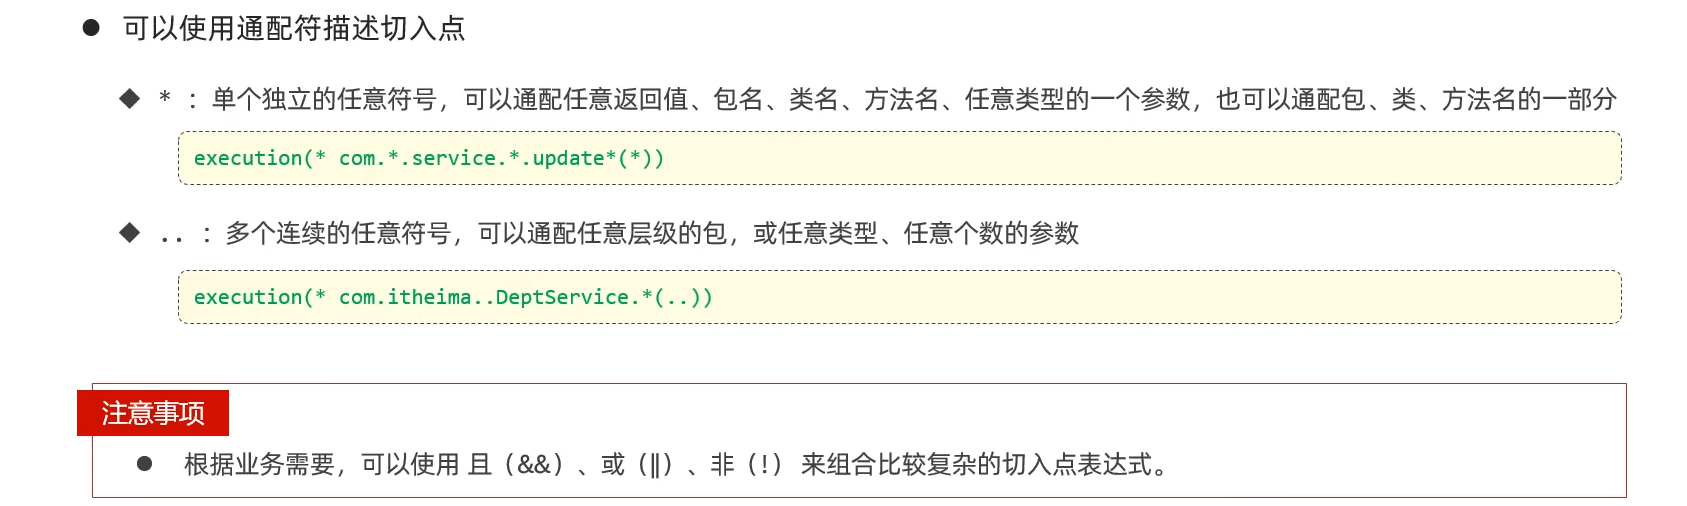 ● 可以使用通配符描述切入点
◆ * ：单个独立的任意符号，可以通配任意返回值、包名、类名、方法名、任意类型的一个参数，也可以通配包、类、方法名的一部分
execution(* com.*.service.*.update*(*))
◆ .. ：多个连续的任意符号，可以通配任意层级的包，或任意类型、任意个数的参数
execution(* com.itheima..DeptService.*(..))
注意事项
● 根据业务需要，可以使用 且（&&）、或（||）、非（!） 来组合比较复杂的切入点表达式。